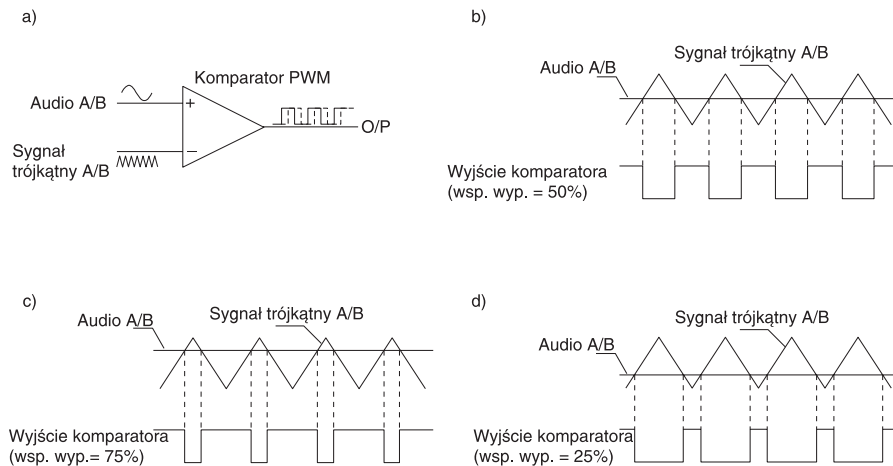 a)
Komparator PWM
Audio A/B
+
O/P
Sygnał
trójkątny A/B
−
b)
Sygnał trójkątny A/B
Audio A/B
Wyjście komparatora
(wsp. wyp. = 50%)
c)
Sygnał trójkątny A/B
Audio A/B
Wyjście komparatora
(wsp. wyp.= 75%)
d)
Sygnał trójkątny A/B
Audio A/B
Wyjście komparatora
(wsp. wyp. = 25%)